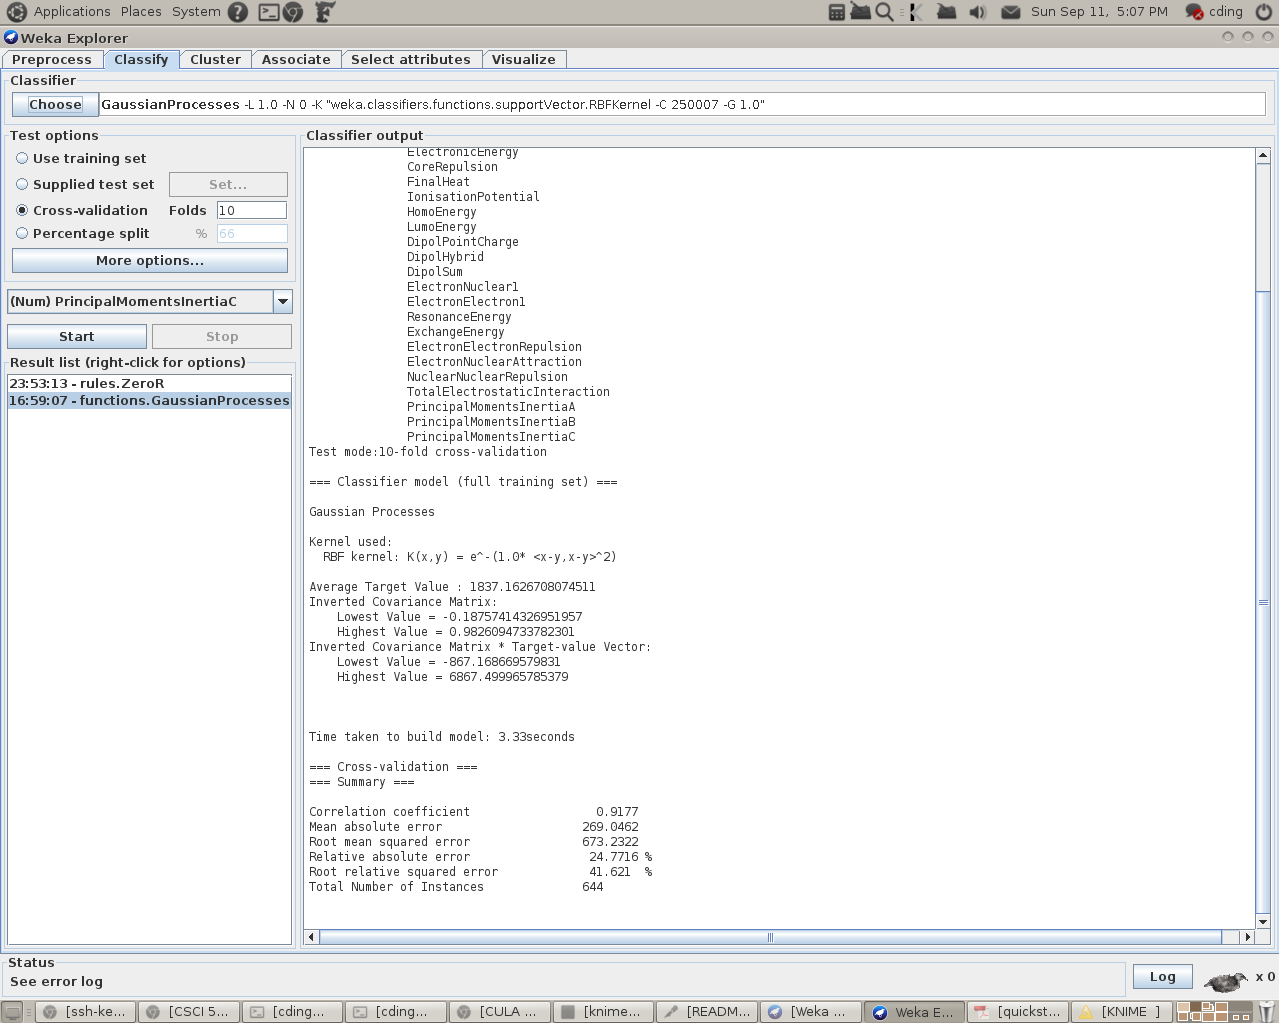 Applications Places System ? Sun Sep 11, 5:07 PM cding
Weka Explorer
Preprocess Classify Cluster Associate Select attributes Visualize
Classifier
Choose GaussianProcesses -L 1.0 -N 0 -K "weka.classifiers.functions.supportVector.RBFKernel -C 250007 -G 1.0"
Test options
Use training set
Supplied test set Set...
Cross-validation Folds 10
Percentage split % 66
More options...
(Num) PrincipalMomentsInertiaC
Start Stop
Result list (right-click for options)
23:53:13 - rules.ZeroR
16:59:07 - functions.GaussianProcesses
Classifier output
ElectronicEnergy
CoreRepulsion
FinalHeat
IonisationPotential
HomoEnergy
LumoEnergy
DipolPointCharge
DipolHybrid
DipolSum
ElectronNuclear1
ElectronElectron1
ResonanceEnergy
ExchangeEnergy
ElectronElectronRepulsion
ElectronNuclearAttraction
NuclearNuclearRepulsion
TotalElectrostaticInteraction
PrincipalMomentsInertiaA
PrincipalMomentsInertiaB
PrincipalMomentsInertiaC
Test mode:10-fold cross-validation
=== Classifier model (full training set) ===
Gaussian Processes
Kernel used:
RBF kernel: K(x,y) = e^-(1.0* <x-y,x-y>^2)
Average Target Value : 1837.1626708074511
Inverted Covariance Matrix:
Lowest Value = -0.18757414326951957
Highest Value = 0.9826094733782301
Inverted Covariance Matrix * Target-value Vector:
Lowest Value = -867.168669579831
Highest Value = 6867.499965785379
Time taken to build model: 3.33seconds
=== Cross-validation ===
=== Summary ===
Correlation coefficient 0.9177
Mean absolute error 269.0462
Root mean squared error 673.2322
Relative absolute error 24.7716 %
Root relative squared error 41.621 %
Total Number of Instances 644
Status
See error log
Log x 0
[ssh-ke... [CSCI 5... [cding... [cding... [CULA ... [knime... [READM... [Weka ... Weka E... [quickst... [KNIME ]